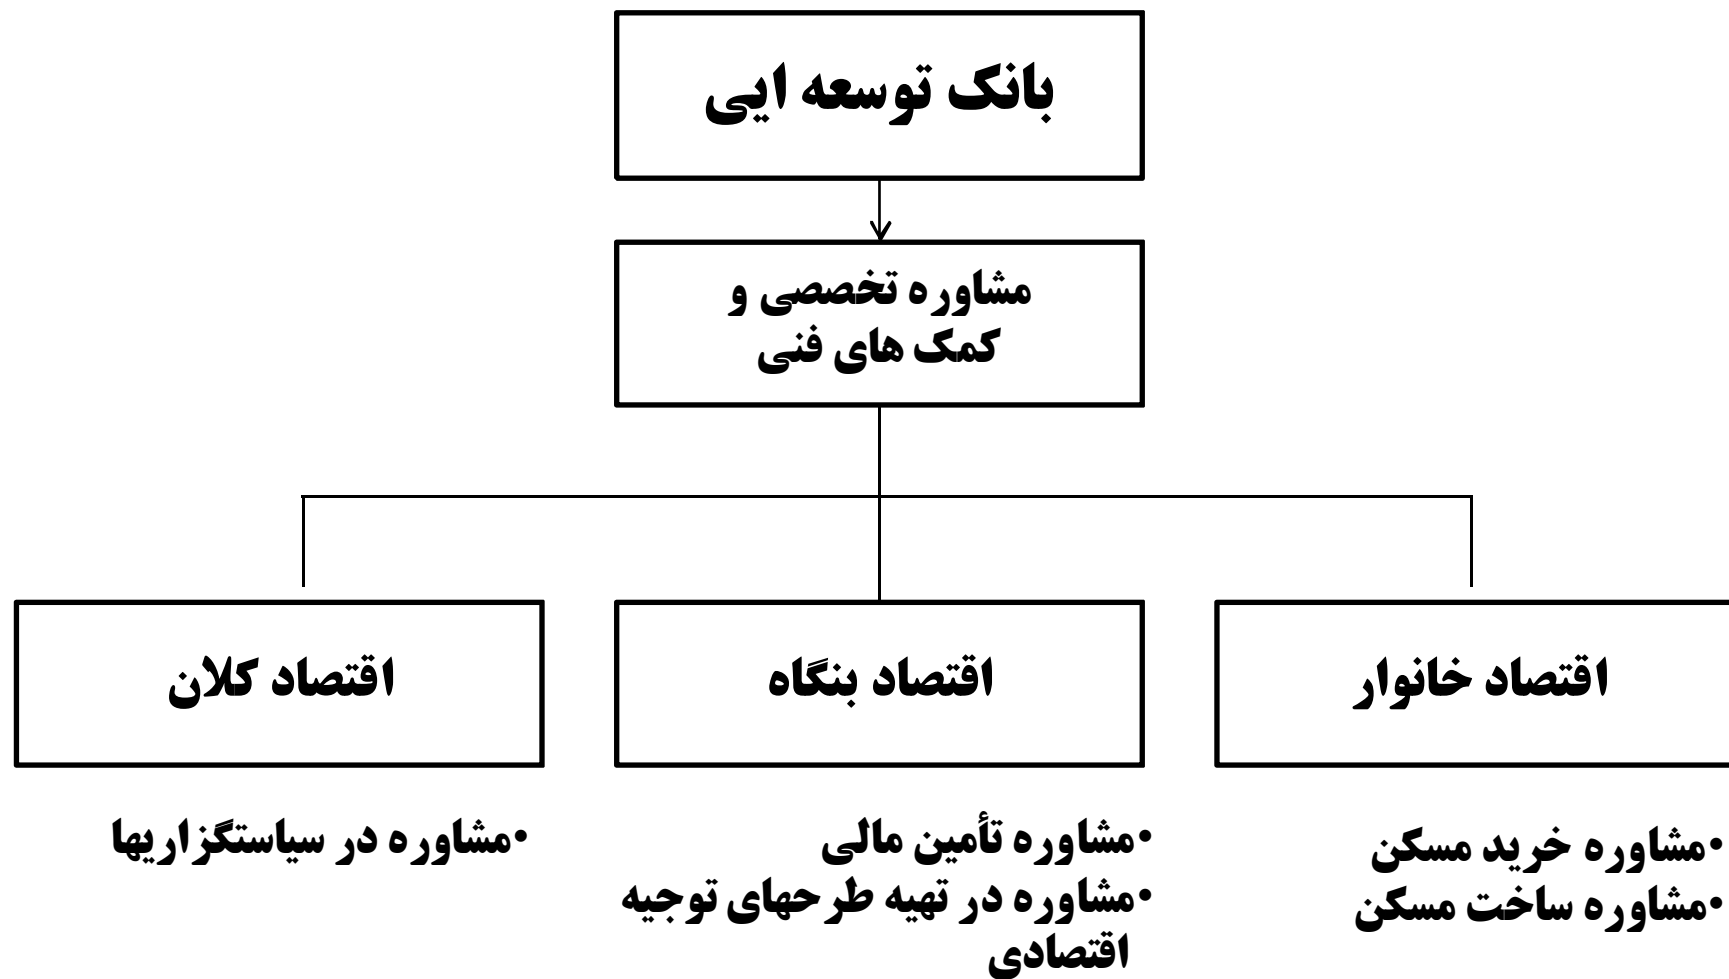 بانک توسعه ایی
مشاوره تخصصی و
کمک های فنی
اقتصاد خانوار
اقتصاد بنگاه
اقتصاد کلان
•مشاوره خرید مسکن
•مشاوره ساخت مسکن
•مشاوره تأمین مالی
•مشاوره در تهیه طرحهای توجیه
اقتصادی
•مشاوره در سیاستگزاریها